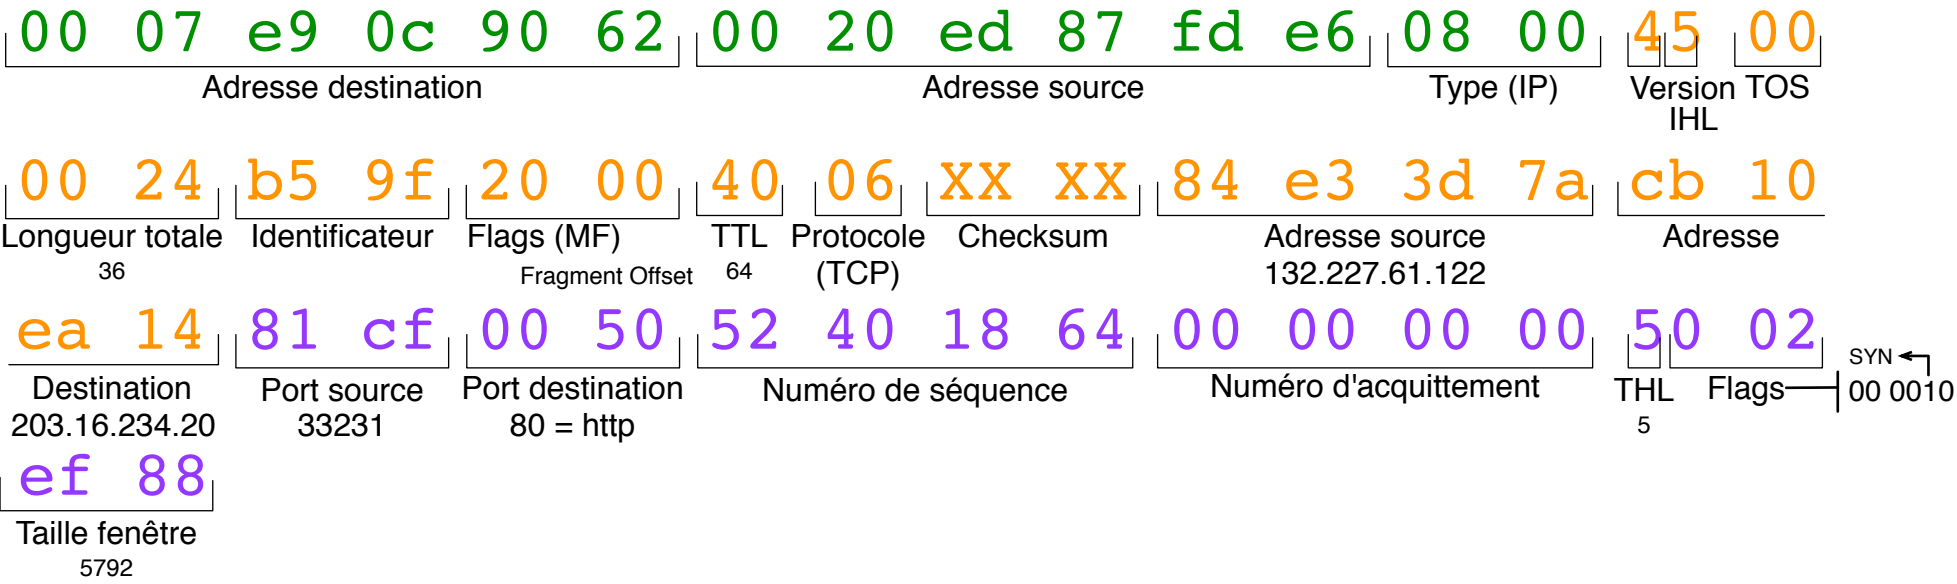 00 07 e9 0c 90 62 00 20 ed 87 fd e6 08 00 45 00
Adresse destination Adresse source Type (IP) Version TOS
IHL
00 24 b5 9f 20 00 40 06 XX XX 84 e3 3d 7a cb 10
Longueur totale Identificateur Flags (MF) TTL Protocole Checksum Adresse source Adresse
36 Fragment Offset 64 (TCP) 132.227.61.122
ea 14 81 cf 00 50 52 40 18 64 00 00 00 00 50 02
SYN
Destination Port source Port destination Numéro de séquence Numéro d'acquittement THL Flags 00 0010
203.16.234.20 33231 80 = http 5
ef 88
Taille fenêtre
5792